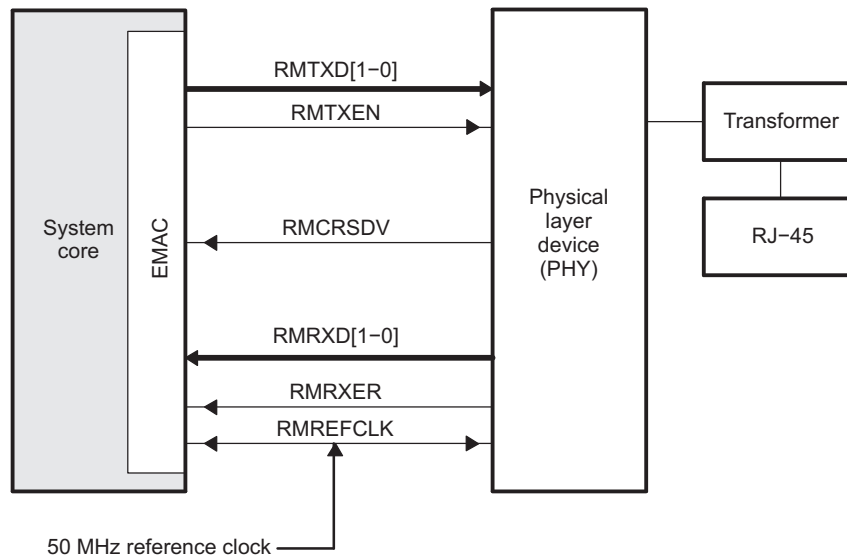 RMTXD[1−0]
RMTXEN
Transformer
System
core
EMAC
RMCRSDV
Physical
layer
device
(PHY)
RJ−45
RMRXD[1−0]
RMRXER
RMREFCLK
50 MHz reference clock